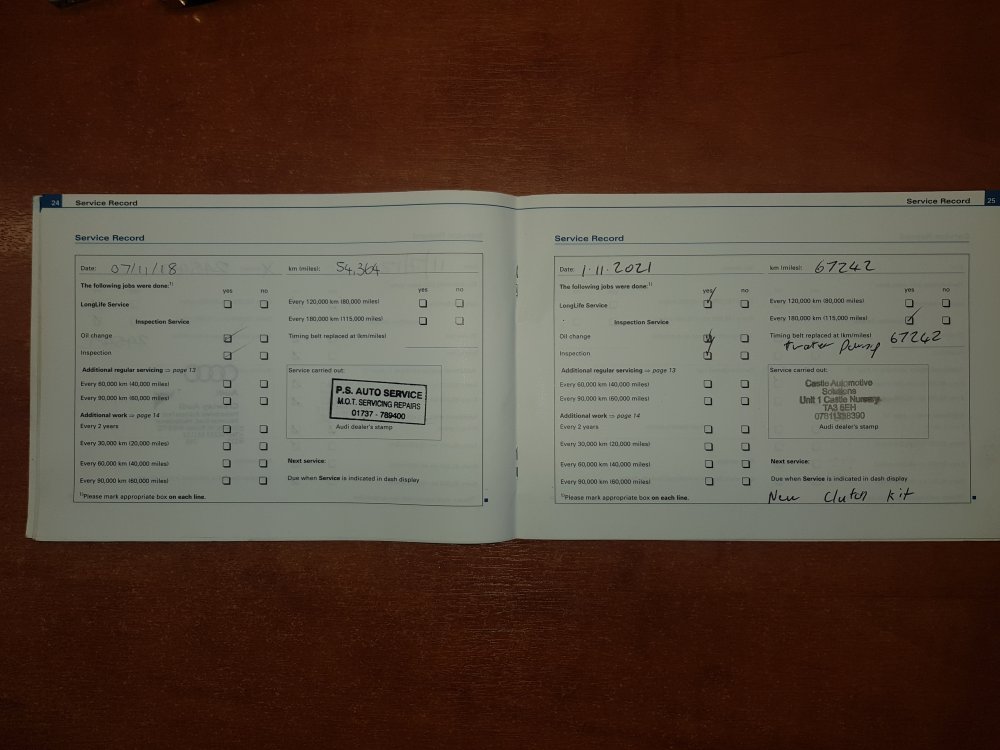 24 Service Record
Service Record
Date: 07/11/18 km (miles): 54,364
The following jobs were done:¹⁾
yes no yes no
LongLife Service
Every 120,000 km (80,000 miles)
Every 180,000 km (115,000 miles)
Inspection Service
Oil change
Timing belt replaced at (km/miles)
Inspection
Additional regular servicing ⇒ page 13
Service carried out:
Every 60,000 km (40,000 miles)
Every 90,000 km (60,000 miles)
P.S. AUTO SERVICE
M.O.T. SERVICING REPAIRS
01737 - 789400
Additional work ⇒ page 14
Every 2 years
Audi dealer's stamp
Every 30,000 km (20,000 miles)
Every 60,000 km (40,000 miles)
Next service:
Every 90,000 km (60,000 miles)
Due when Service is indicated in dash display
¹⁾Please mark appropriate box on each line.
Service Record 25
Service Record
Date: 1·11·2021 km (miles): 67242
The following jobs were done:¹⁾
yes no yes no
LongLife Service
Every 120,000 km (80,000 miles)
Every 180,000 km (115,000 miles)
Inspection Service
Oil change
Timing belt replaced at (km/miles) 67242
Inspection
Additional regular servicing ⇒ page 13
Service carried out:
Every 60,000 km (40,000 miles)
Every 90,000 km (60,000 miles)
Castle Automotive
Solutions
Unit 1 Castle Nursery
TA3 5EH
Additional work ⇒ page 14
Every 2 years
Audi dealer's stamp
Every 30,000 km (20,000 miles)
Every 60,000 km (40,000 miles)
Next service:
Every 90,000 km (60,000 miles)
Due when Service is indicated in dash display
¹⁾Please mark appropriate box on each line.
New Clutch Kit